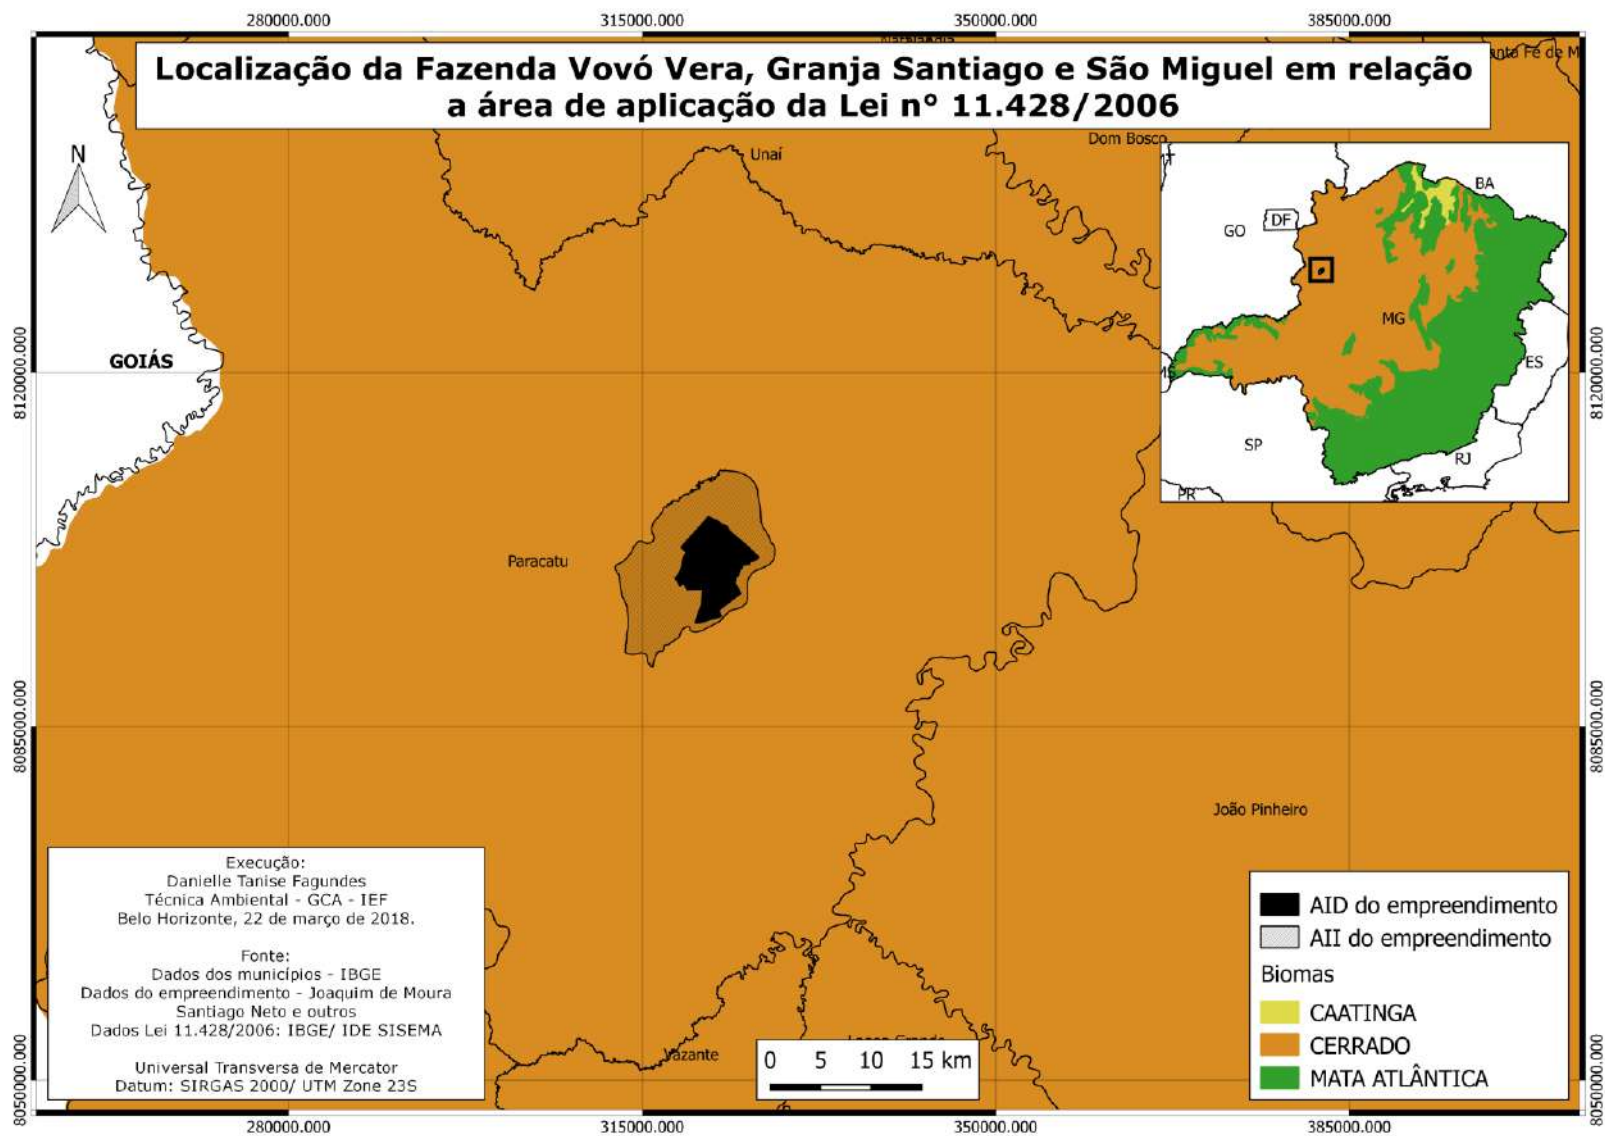 280000.000
315000.000
350000.000
385000.000
Localização da Fazenda Vovó Vera, Granja Santiago e São Miguel em relação
a área de aplicação da Lei n° 11.428/2006
N
Unaí
Dom Bosco
BA
DF
GO
MG
ES
SP
RJ
PR
GOIÁS
8120000.000
8120000.000
Paracatu
8085000.000
8085000.000
João Pinheiro
Execução:
Danielle Tanise Fagundes
Técnica Ambiental - GCA - IEF
Belo Horizonte, 22 de março de 2018.
Fonte:
Dados dos municípios - IBGE
Dados do empreendimento - Joaquim de Moura
Santiago Neto e outros
Dados Lei 11.428/2006: IBGE/ IDE SISEMA
Universal Transversa de Mercator
Datum: SIRGAS 2000/ UTM Zone 23S
Vazante
0 5 10 15 km
AID do empreendimento
AII do empreendimento
Biomas
CAATINGA
CERRADO
MATA ATLÂNTICA
8050000.000
8050000.000
280000.000
315000.000
350000.000
385000.000